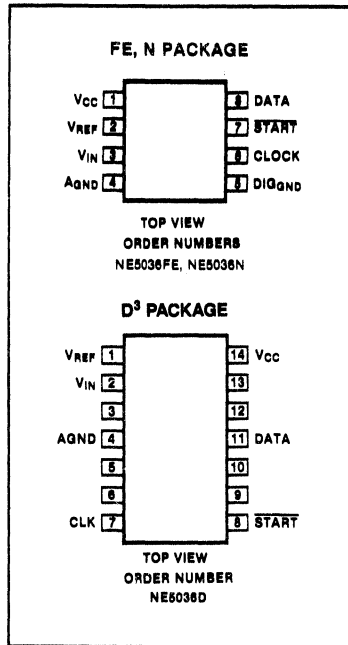 FE, N PACKAGE
VCC 1 8 DATA
VREF 2 7 START
VIN 3 6 CLOCK
AGND 4 5 DIGGND
TOP VIEW
ORDER NUMBERS
NE5036FE, NE5036N
D³ PACKAGE
VREF 1 14 VCC
VIN 2 13
3 12
AGND 4 11 DATA
5 10
6 9
CLK 7 8 START
TOP VIEW
ORDER NUMBER
NE5036D